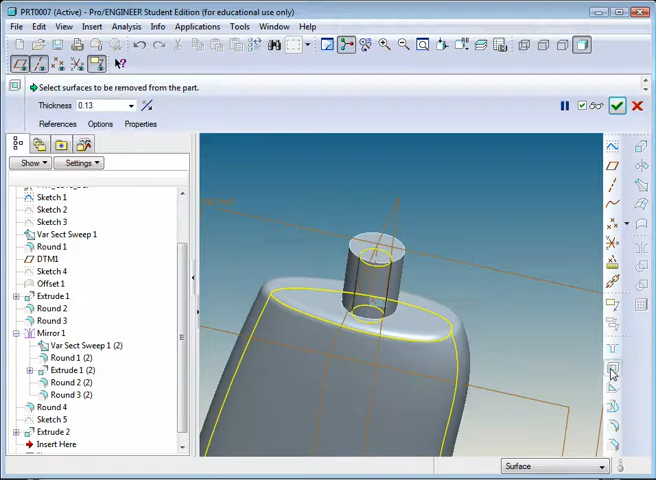 PRT0007 (Active) - Pro/ENGINEER Student Edition (for educational use only)
File Edit View Insert Analysis Info Applications Tools Window Help
Select surfaces to be removed from the part.
Thickness 0.13
References Options Properties
Show Settings
Sketch 1
Sketch 2
Sketch 3
Var Sect Sweep 1
Round 1
DTM1
Sketch 4
Offset 1
Extrude 1
Round 2
Round 3
Mirror 1
Var Sect Sweep 1 (2)
Round 1 (2)
Extrude 1 (2)
Round 2 (2)
Round 3 (2)
Round 4
Sketch 5
Extrude 2
Insert Here
Surface